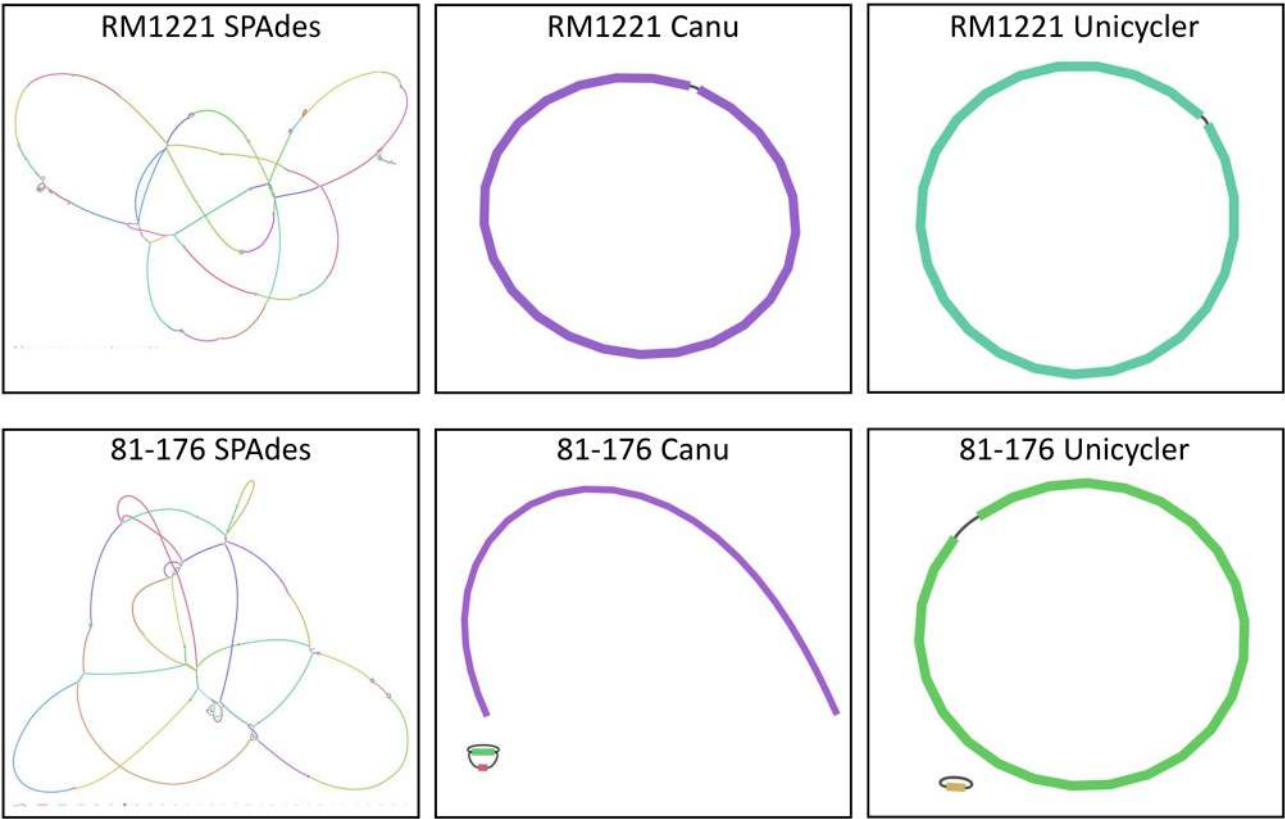 RM1221 SPAdes
RM1221 Canu
RM1221 Unicycler
81-176 SPAdes
81-176 Canu
81-176 Unicycler